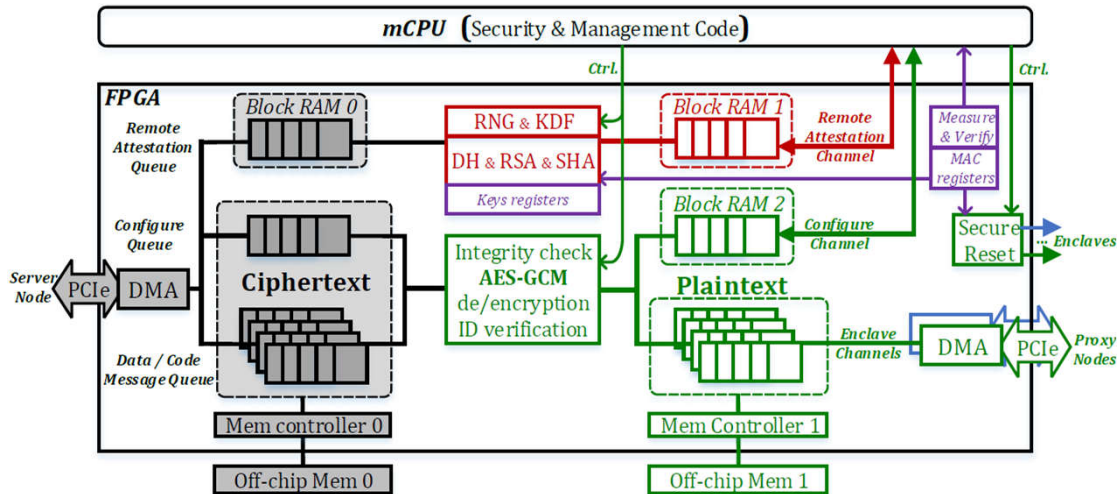 mCPU (Security & Management Code)
Ctrl.
Ctrl.
FPGA
Block RAM 0
Block RAM 1
Remote
Attestation
Queue
RNG & KDF
DH & RSA & SHA
Keys registers
Remote
Attestation
Channel
Measure
& Verify
MAC
registers
Configure
Queue
Block RAM 2
Configure
Channel
Secure
Reset
... Enclaves
Server
Node
PCIe
DMA
Ciphertext
Integrity check
AES-GCM
de/encryption
ID verification
Plaintext
Data / Code
Message Queue
Enclave
Channels
DMA
PCIe
Proxy
Nodes
Mem controller 0
Mem Controller 1
Off-chip Mem 0
Off-chip Mem 1